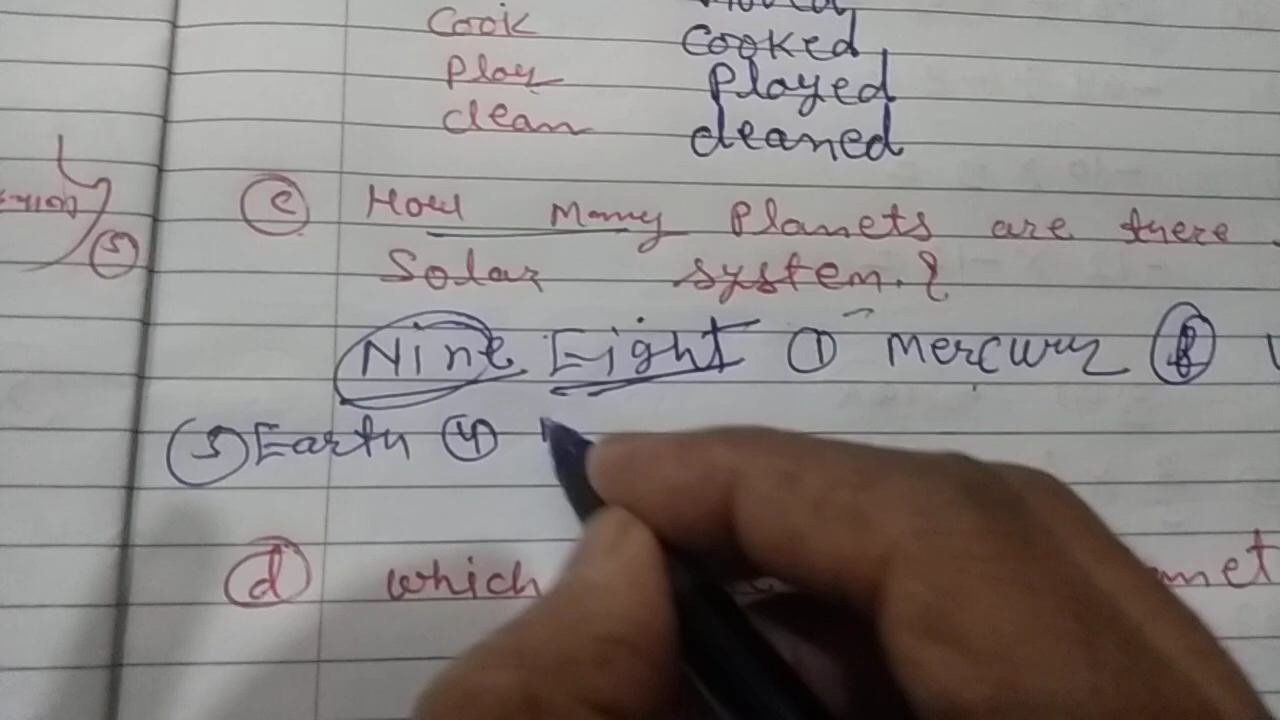 Cook cooked
Play Played
clean cleaned
c How Many Planets are there
Solar system.?
Nine Eight 1 Mercury
Earth 4
d which